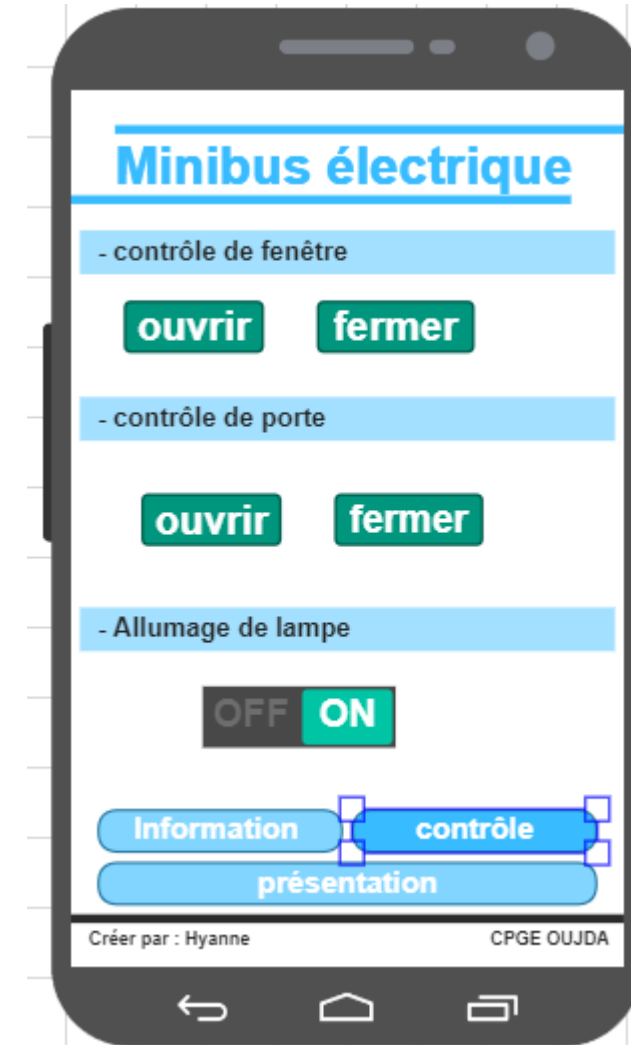 Minibus électrique
- contrôle de fenêtre
ouvrir fermer
- contrôle de porte
ouvrir fermer
- Allumage de lampe
OFF ON
Information contrôle
présentation
Créer par : Hyanne CPGE OUJDA